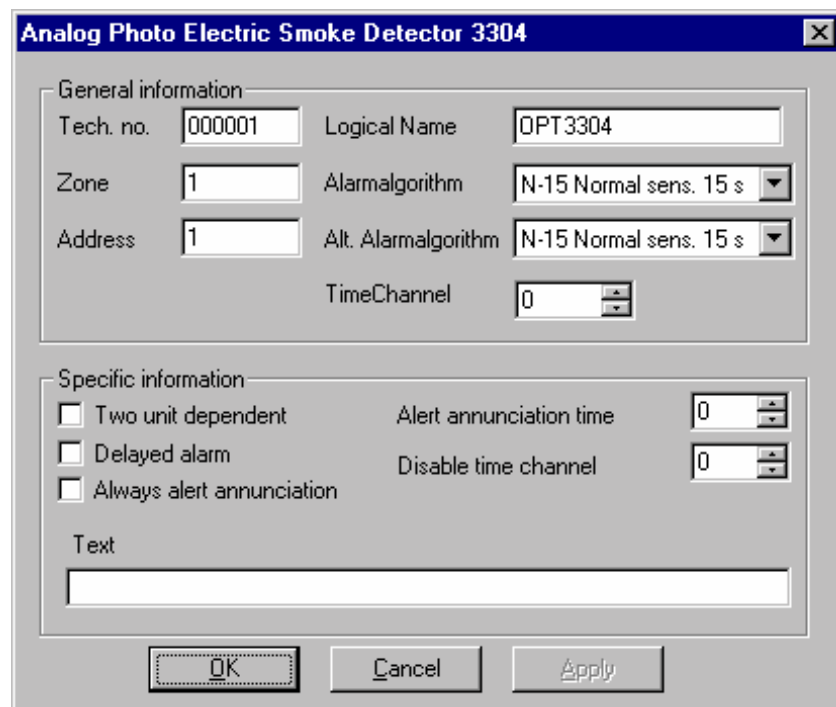 Analog Photo Electric Smoke Detector 3304
General information
Tech. no. 000001 Logical Name OPT3304
Zone 1 Alarmalgorithm N-15 Normal sens. 15 s
Address 1 Alt. Alarmalgorithm N-15 Normal sens. 15 s
TimeChannel 0
Specific information
Two unit dependent Alert annunciation time 0
Delayed alarm Disable time channel 0
Always alert annunciation
Text
OK Cancel Apply